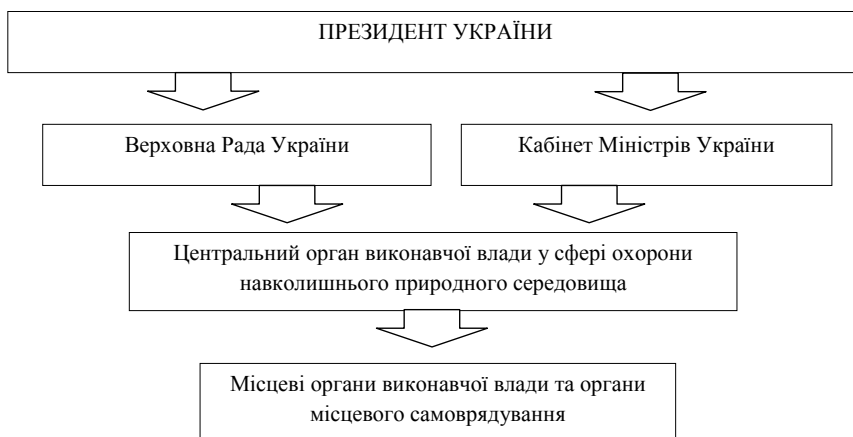 ПРЕЗИДЕНТ УКРАЇНИ
Верховна Рада України
Кабінет Міністрів України
Центральний орган виконавчої влади у сфері охорони
навколишнього природного середовища
Місцеві органи виконавчої влади та органи
місцевого самоврядування